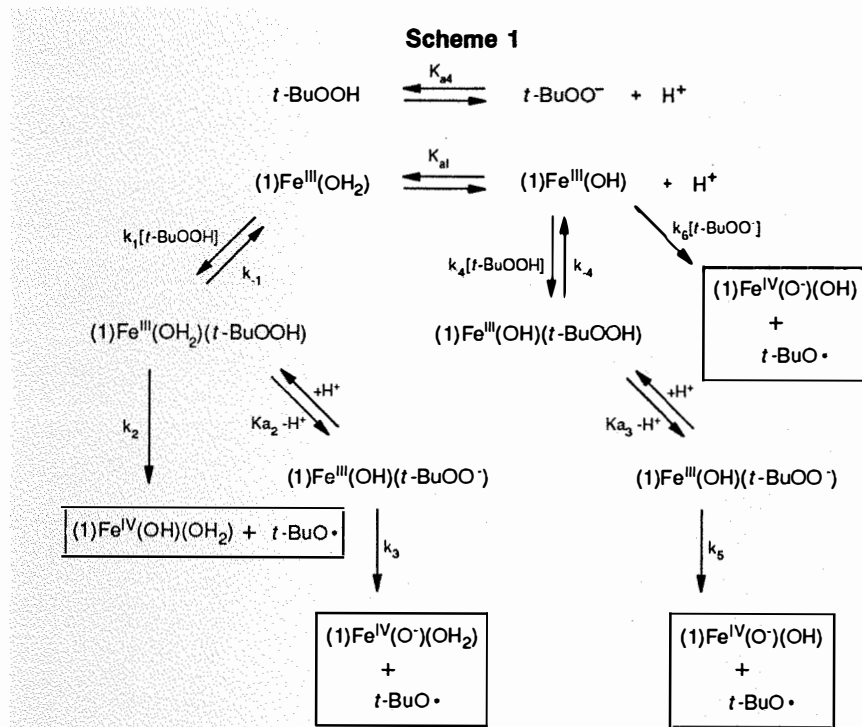 Scheme 1
K_a4
t-BuOOH t-BuOO⁻ + H⁺
K_al
(1)Fe^III(OH₂) (1)Fe^III(OH) + H⁺
k₁[t-BuOOH] k₋₁ k₄[t-BuOOH] k₋₄ k₆[t-BuOO⁻]
(1)Fe^IV(O⁻)(OH)
+
t-BuO•
(1)Fe^III(OH₂)(t-BuOOH) (1)Fe^III(OH)(t-BuOOH)
k₂ Ka₂ -H⁺ +H⁺ Ka₃ -H⁺ +H⁺
(1)Fe^III(OH)(t-BuOO⁻) (1)Fe^III(OH)(t-BuOO⁻)
(1)Fe^IV(OH)(OH₂) + t-BuO•
k₃ k₅
(1)Fe^IV(O⁻)(OH₂) (1)Fe^IV(O⁻)(OH)
+ +
t-BuO• t-BuO•